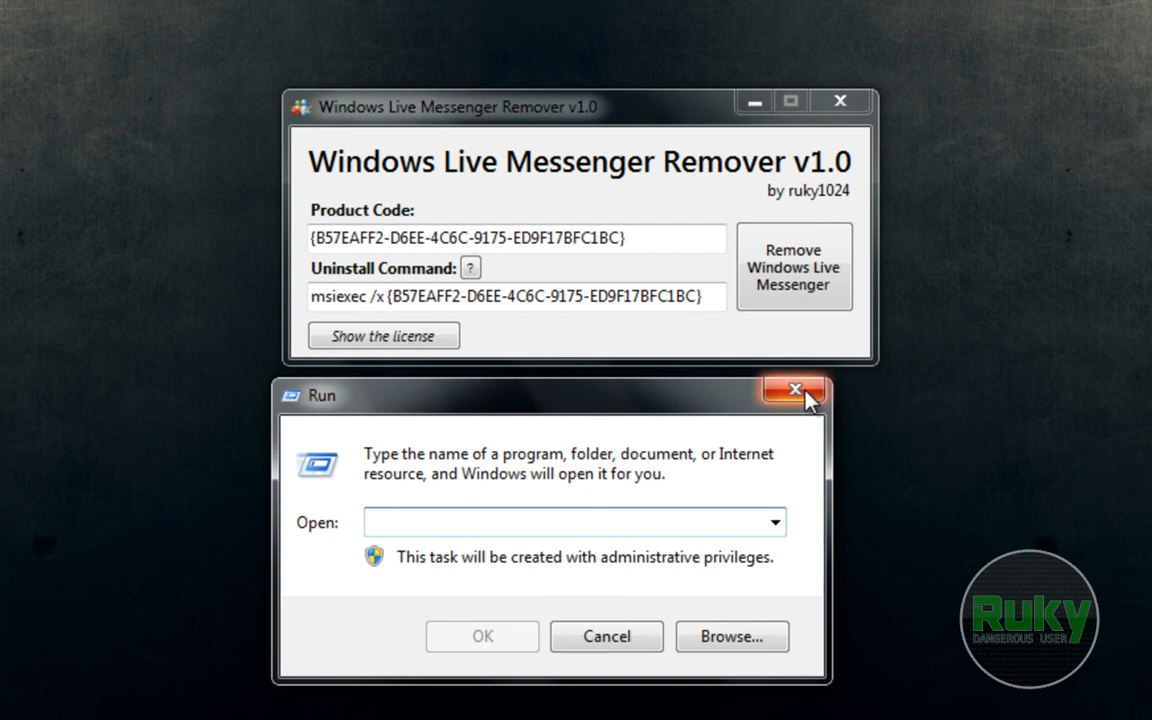 Windows Live Messenger Remover v1.0
Windows Live Messenger Remover v1.0
by ruky1024
Product Code:
{B57EAFF2-D6EE-4C6C-9175-ED9F17BFC1BC}
Uninstall Command: ?
msiexec /x {B57EAFF2-D6EE-4C6C-9175-ED9F17BFC1BC}
Remove
Windows Live
Messenger
Show the license
Run
Type the name of a program, folder, document, or Internet
resource, and Windows will open it for you.
Open:
This task will be created with administrative privileges.
OK Cancel Browse...
Ruky
DANGEROUS USER